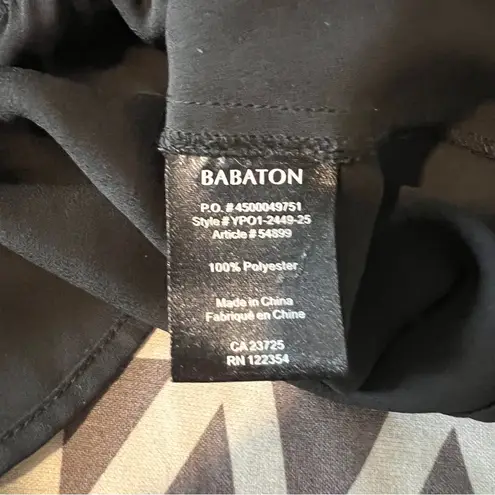 BABATON
P.O. #4500049751
Style # YPO1-2449-25
Article # 54899
100% Polyester
Made in China
Fabriqué en Chine
CA 23725
RN 122354